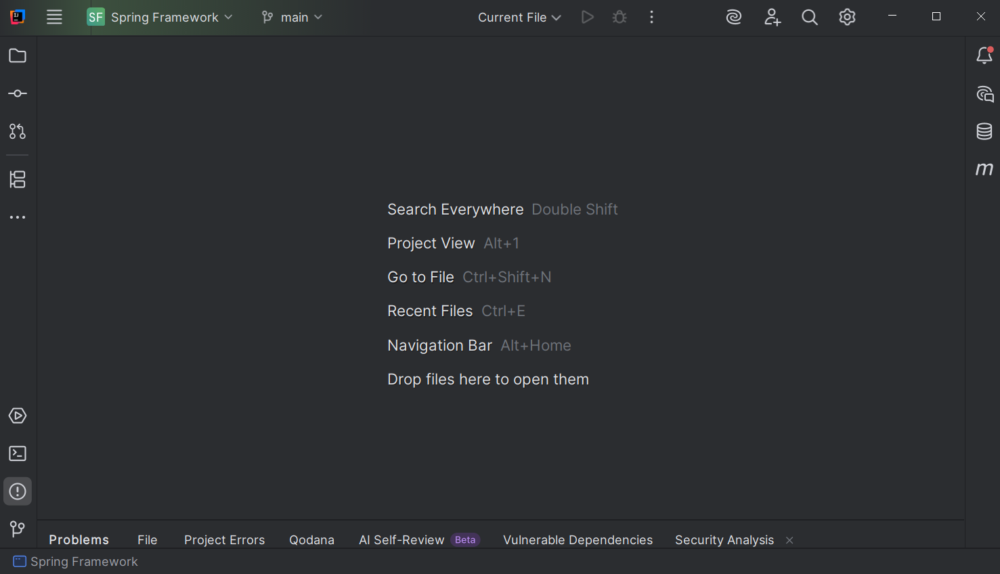 SF Spring Framework main Current File
Search Everywhere Double Shift
Project View Alt+1
Go to File Ctrl+Shift+N
Recent Files Ctrl+E
Navigation Bar Alt+Home
Drop files here to open them
m
Problems File Project Errors Qodana AI Self-Review Beta Vulnerable Dependencies Security Analysis
Spring Framework